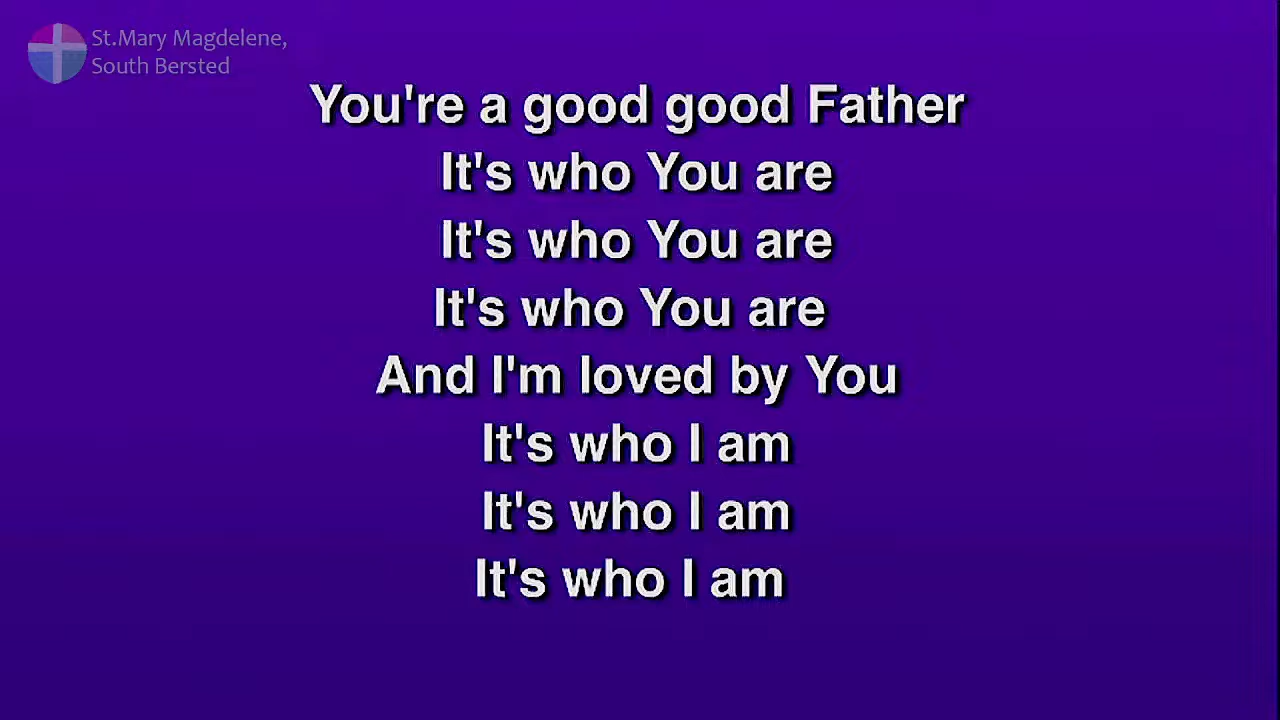 St.Mary Magdelene,
South Bersted
You're a good good Father
It's who You are
It's who You are
It's who You are
And I'm loved by You
It's who I am
It's who I am
It's who I am